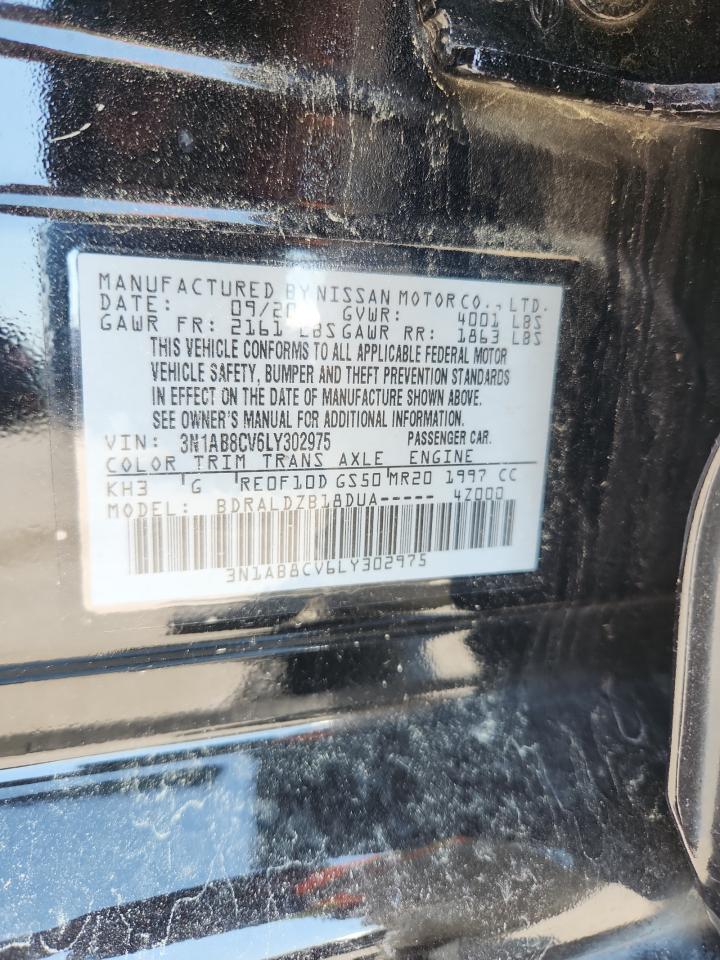 MANUFACTURED BY NISSAN MOTOR CO., LTD.
DATE: 09/20 GVWR: 4001 LBS
GAWR FR: 2161 LBS GAWR RR: 1863 LBS
THIS VEHICLE CONFORMS TO ALL APPLICABLE FEDERAL MOTOR
VEHICLE SAFETY, BUMPER AND THEFT PREVENTION STANDARDS
IN EFFECT ON THE DATE OF MANUFACTURE SHOWN ABOVE.
SEE OWNER'S MANUAL FOR ADDITIONAL INFORMATION.
VIN: 3N1AB8CV6LY302975 PASSENGER CAR.
COLOR TRIM TRANS AXLE ENGINE
KH3 G RE0F10D GS50 MR20 1997 CC
MODEL: BDRALDZB18DUA----- 4Z000
3N1AB8CV6LY302975